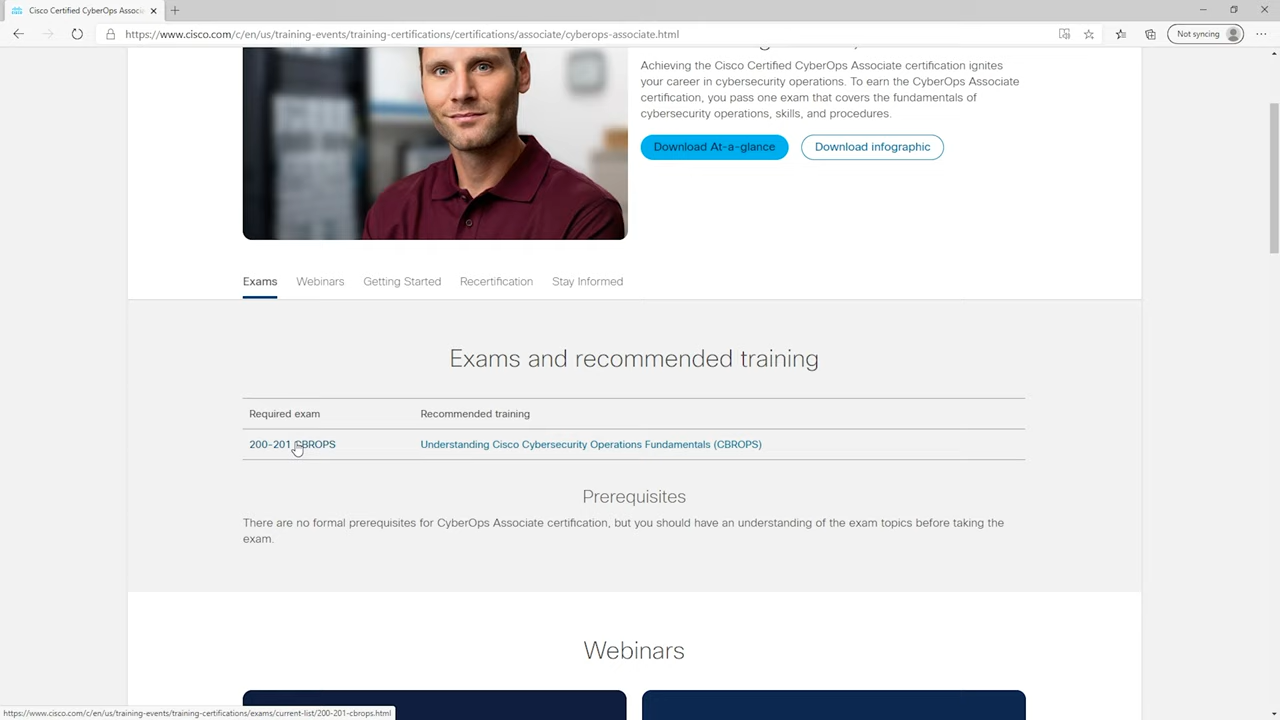 Cisco Certified CyberOps Associa
https://www.cisco.com/c/en/us/training-events/training-certifications/certifications/associate/cyberops-associate.html
Not syncing
Achieving the Cisco Certified CyberOps Associate certification ignites
your career in cybersecurity operations. To earn the CyberOps Associate
certification, you pass one exam that covers the fundamentals of
cybersecurity operations, skills, and procedures.
Download At-a-glance
Download infographic
Exams
Webinars
Getting Started
Recertification
Stay Informed
Exams and recommended training
Required exam
Recommended training
200-201 CBROPS
Understanding Cisco Cybersecurity Operations Fundamentals (CBROPS)
Prerequisites
There are no formal prerequisites for CyberOps Associate certification, but you should have an understanding of the exam topics before taking the
exam.
Webinars
https://www.cisco.com/c/en/us/training-events/training-certifications/exams/current-list/200-201-cbrops.html